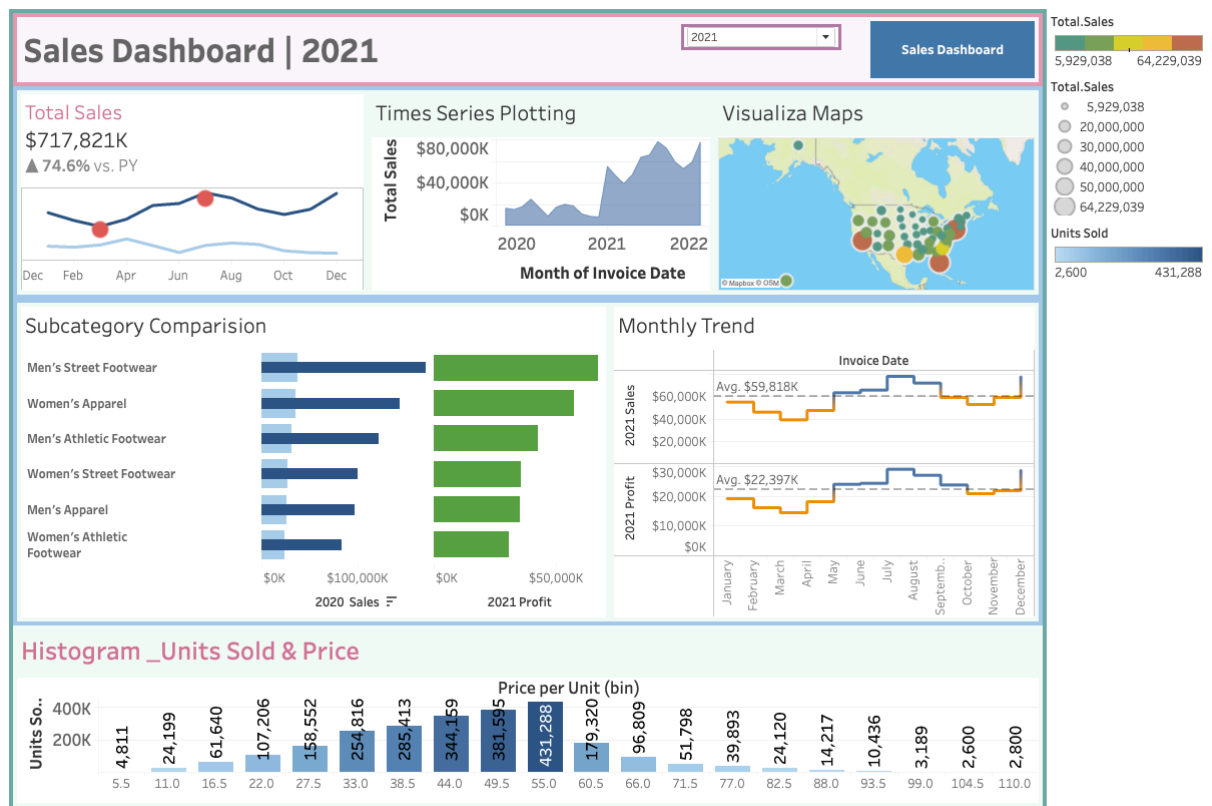 Sales Dashboard | 2021
2021
Sales Dashboard
Total Sales
$717,821K
▲ 74.6% vs. PY
Dec Feb Apr Jun Aug Oct Dec
Times Series Plotting
Total Sales
$80,000K
$40,000K
$0K
2020 2021 2022
Month of Invoice Date
Visualiza Maps
© Mapbox © OSM
Total.Sales
5,929,038 64,229,039
Total.Sales
5,929,038
20,000,000
30,000,000
40,000,000
50,000,000
64,229,039
Units Sold
2,600 431,288
Subcategory Comparision
Men's Street Footwear
Women's Apparel
Men's Athletic Footwear
Women's Street Footwear
Men's Apparel
Women's Athletic
Footwear
$0K $100,000K $0K $50,000K
2020 Sales 2021 Profit
Monthly Trend
Invoice Date
2021 Sales
Avg. $59,818K
$60,000K
$40,000K
$20,000K
2021 Profit
$30,000K
Avg. $22,397K
$20,000K
$10,000K
$0K
January February March April May June July August Septemb.. October November December
Histogram _Units Sold & Price
Price per Unit (bin)
Units So..
400K
200K
4,811 24,199 61,640 107,206 158,552 254,816 285,413 344,159 381,595 431,288 179,320 96,809 51,798 39,893 24,120 14,217 10,436 3,189 2,600 2,800
5.5 11.0 16.5 22.0 27.5 33.0 38.5 44.0 49.5 55.0 60.5 66.0 71.5 77.0 82.5 88.0 93.5 99.0 104.5 110.0